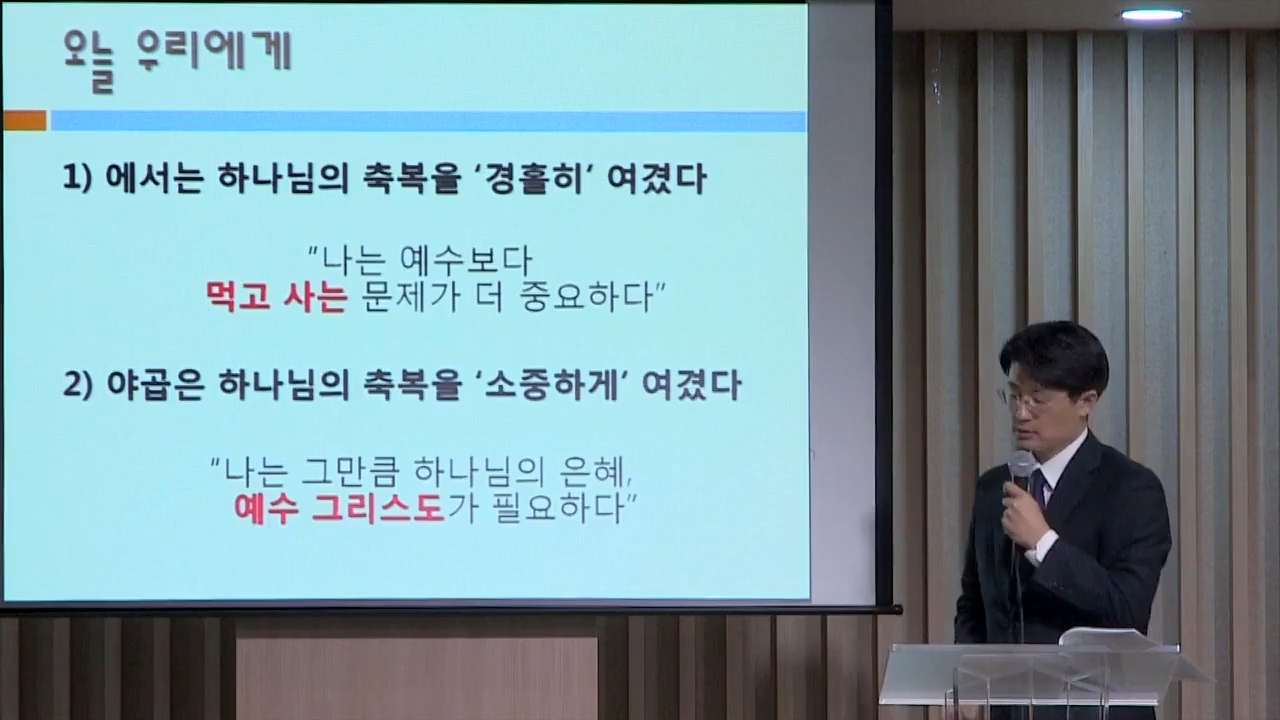 오늘 우리에게
1) 에서는 하나님의 축복을 ‘경홀히’ 여겼다
“나는 예수보다
먹고 사는 문제가 더 중요하다”
2) 야곱은 하나님의 축복을 ‘소중하게’ 여겼다
“나는 그만큼 하나님의 은혜,
예수 그리스도가 필요하다”